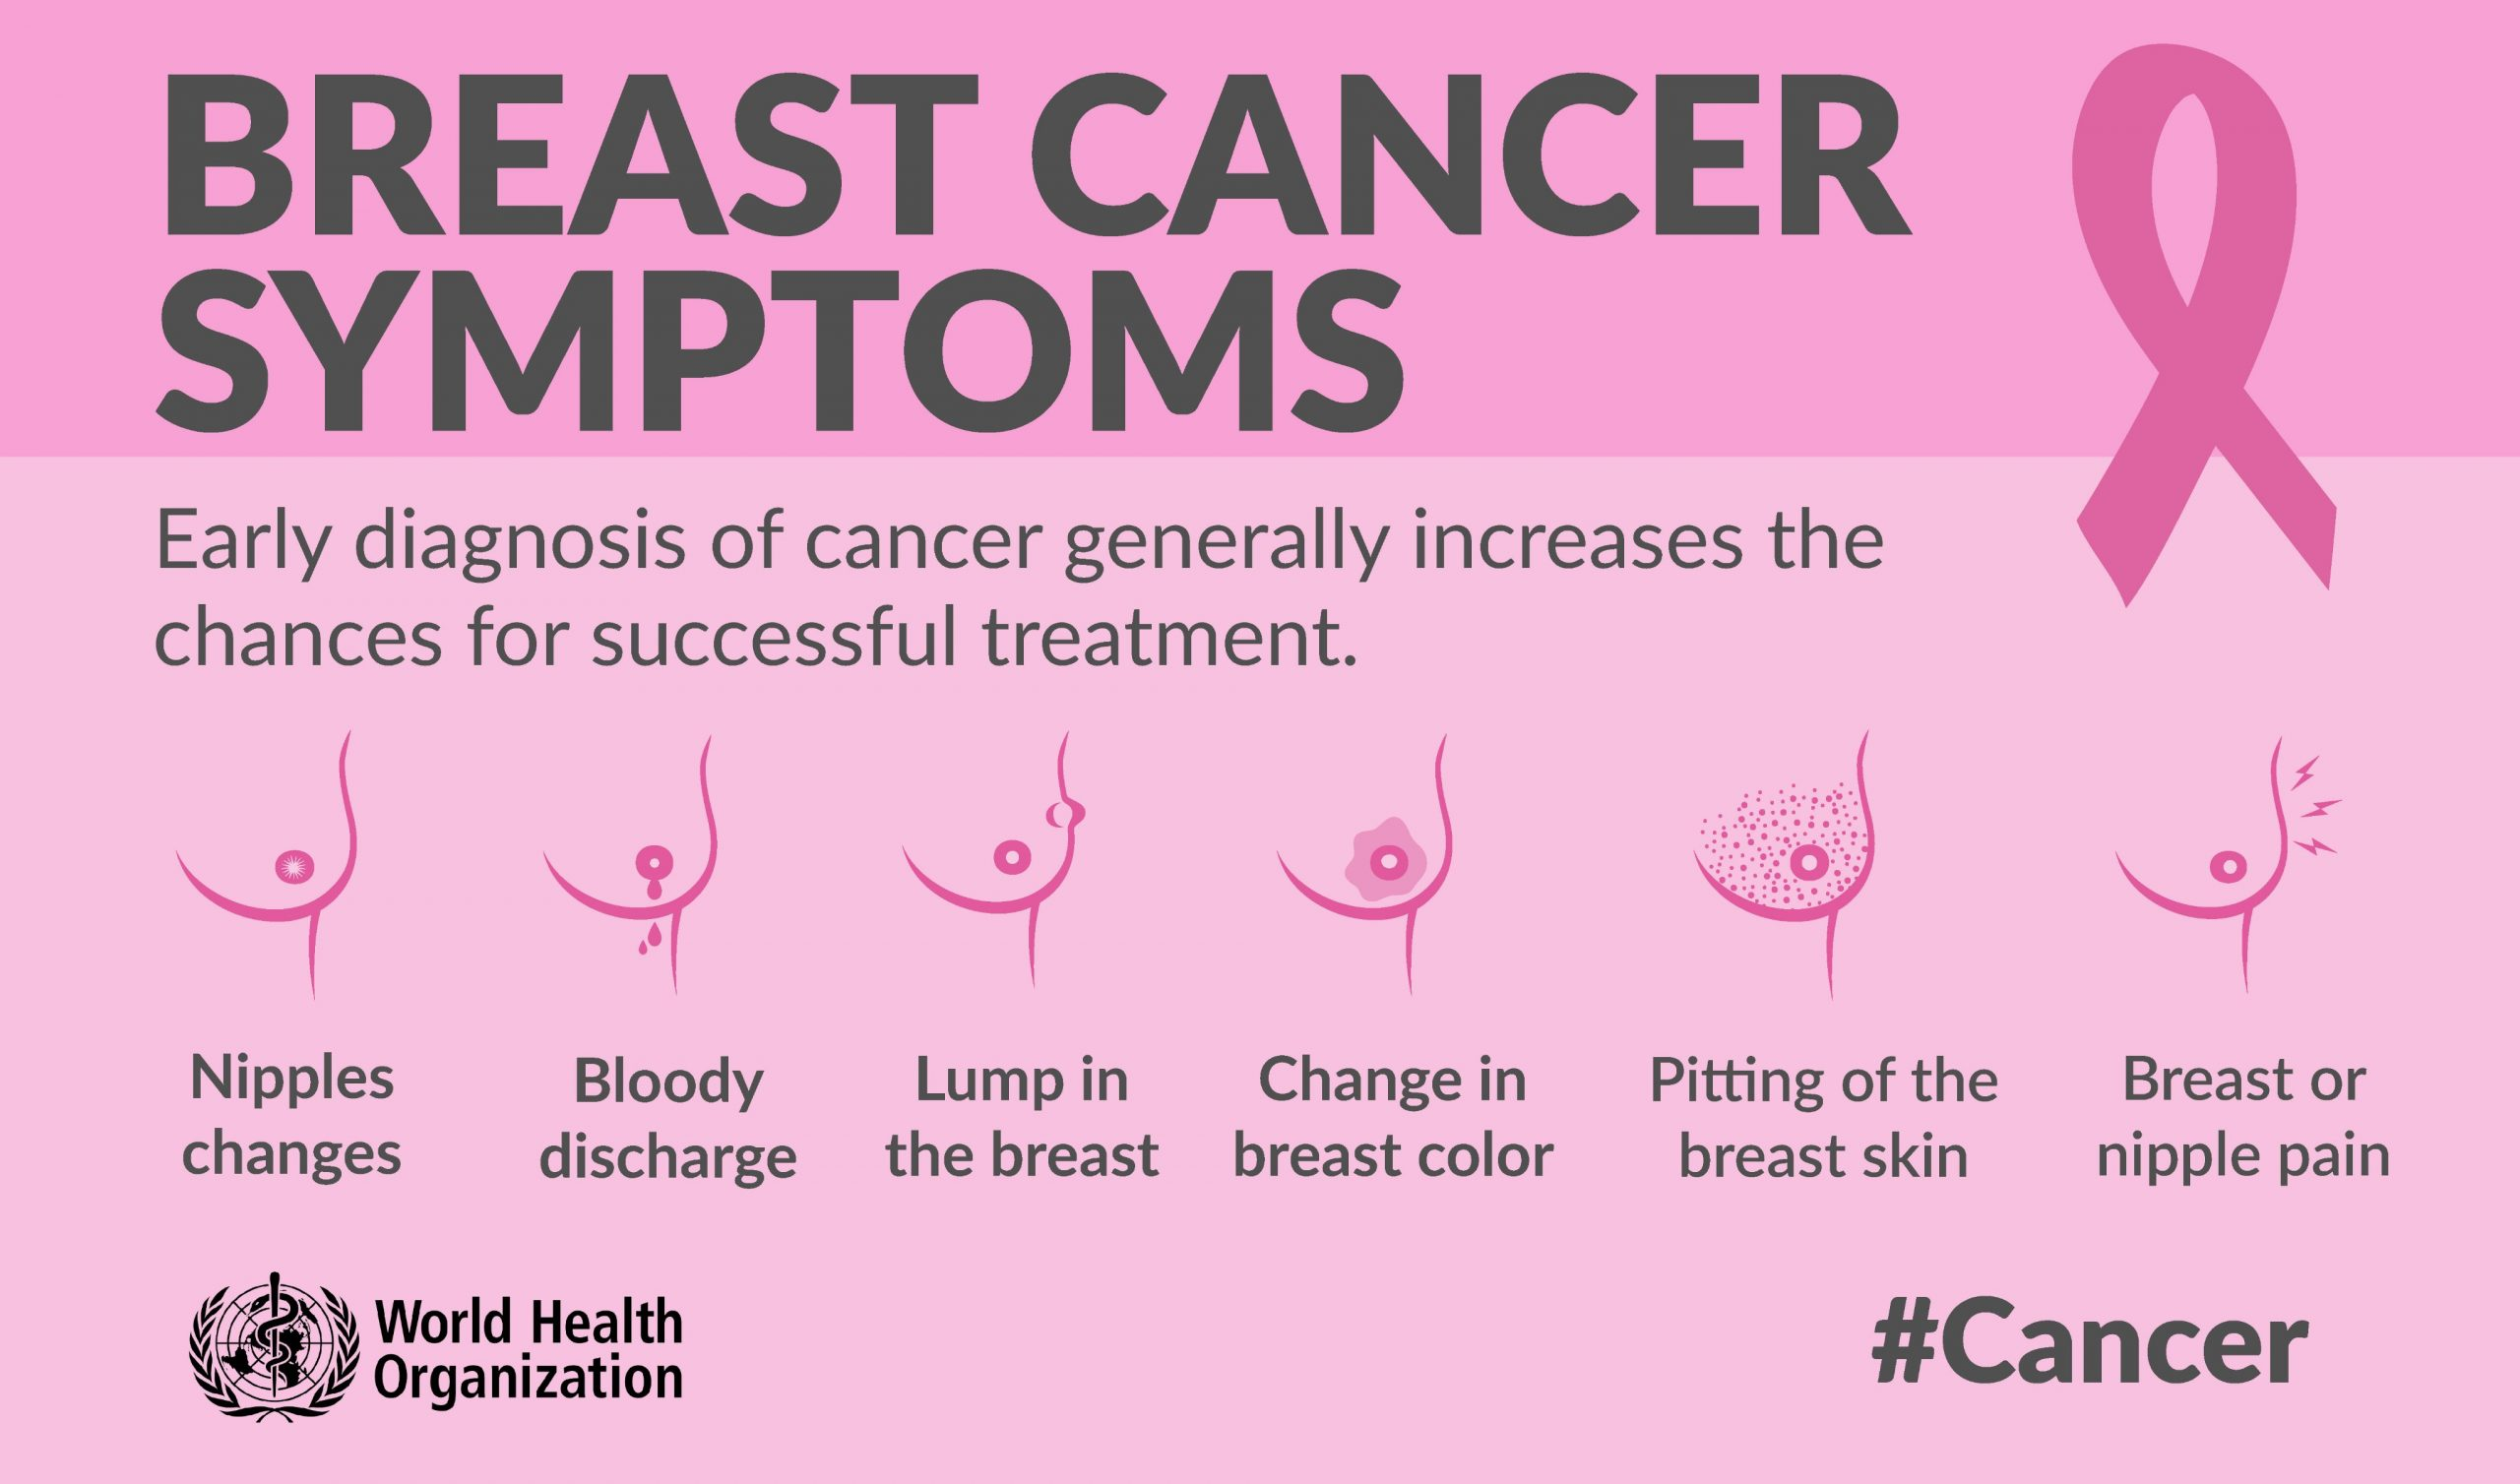 BREAST CANCER
SYMPTOMS
Early diagnosis of cancer generally increases the
chances for successful treatment.
Nipples
changes
Bloody
discharge
Lump in
the breast
Change in
breast color
Pitting of the
breast skin
Breast or
nipple pain
World Health
Organization
#Cancer